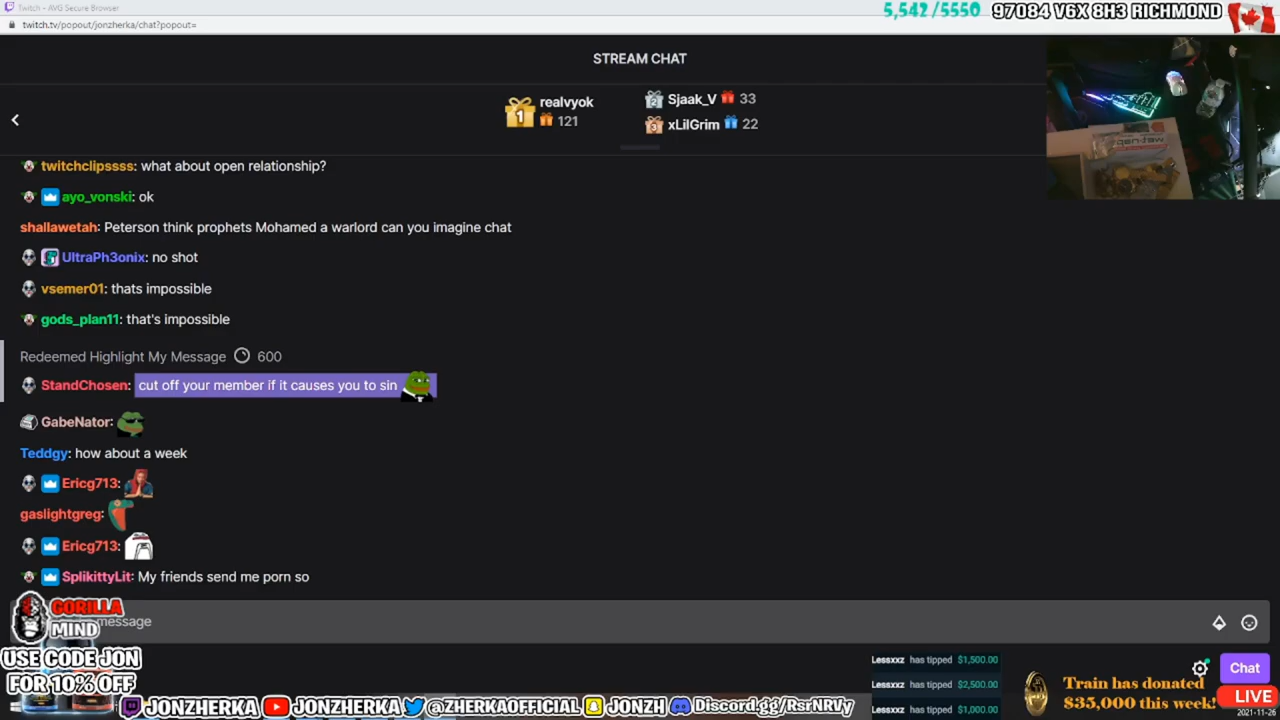 Twitch - AVG Secure Browser
twitch.tv/popout/jonzherka/chat?popout=
5,542 /5550 97084 V6X 8H3 RICHMOND
STREAM CHAT
1 realvyok 121
2 Sjaak_V 33
3 xLilGrim 22
twitchclipssss: what about open relationship?
ayo_vonski: ok
shallawetah: Peterson think prophets Mohamed a warlord can you imagine chat
UltraPh3onix: no shot
vsemer01: thats impossible
gods_plan11: that's impossible
Redeemed Highlight My Message 600
StandChosen: cut off your member if it causes you to sin
GabeNator:
Teddgy: how about a week
Ericg713:
gaslightgreg:
Ericg713:
SplikittyLit: My friends send me porn so
message
GORILLA
MIND
USE CODE JON
FOR 10% OFF
Lessxxz has tipped $1,500.00
Lessxxz has tipped $2,500.00
Lessxxz has tipped $1,000.00
Train has donated
$35,000 this week!
Chat
LIVE
2021-11-26
JONZHERKA JONZHERKA @ZHERKAOFFICIAL JONZH Discord.gg/RsrNRVy